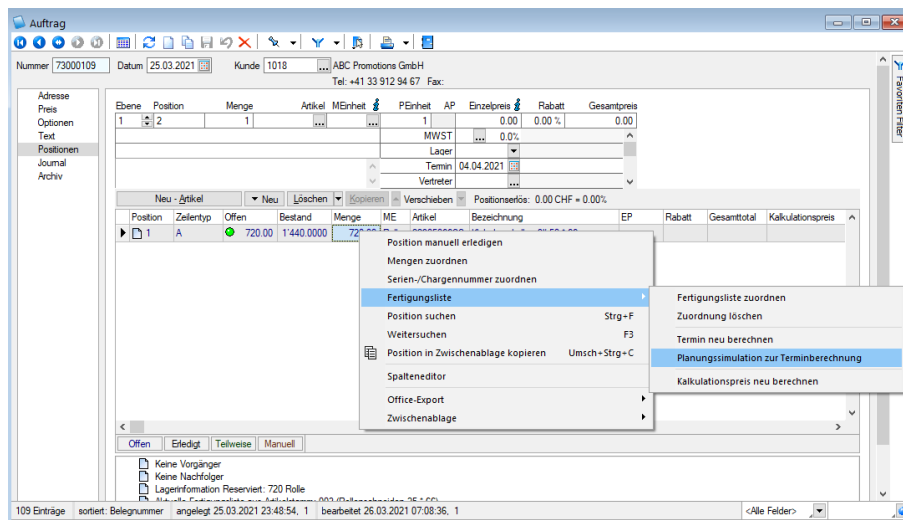 Auftrag
Nummer 73000109 Datum 25.03.2021 Kunde 1018 ... ABC Promotions GmbH
Tel: +41 33 912 94 67 Fax:
Favoriten Filter
Adresse
Preis
Optionen
Text
Positionen
Journal
Archiv
Ebene Position Menge Artikel MEinheit PEinheit AP Einzelpreis Rabatt Gesamtpreis
1 2 1 ... ... 1 0.00 0.00 % 0.00
MWST ... 0.0%
Lager
Termin 04.04.2021
Vertreter ...
Neu - Artikel Neu Löschen Kopieren Verschieben Positionserlös: 0.00 CHF = 0.00%
Position Zeilentyp Offen Bestand Menge ME Artikel Bezeichnung EP Rabatt Gesamttotal Kalkulationspreis
1 A 720.00 1'440.0000
Position manuell erledigen
Mengen zuordnen
Serien-/Chargennummer zuordnen
Fertigungsliste
Position suchen Strg+F
Weitersuchen F3
Position in Zwischenablage kopieren Umsch+Strg+C
Spalteneditor
Office-Export
Zwischenablage
Fertigungsliste zuordnen
Zuordnung löschen
Termin neu berechnen
Planungssimulation zur Terminberechnung
Kalkulationspreis neu berechnen
Offen Erledigt Teilweise Manuell
Keine Vorgänger
Keine Nachfolger
Lagerinformation Reserviert: 720 Rolle
109 Einträge sortiert: Belegnummer angelegt 25.03.2021 23:48:54, 1 bearbeitet 26.03.2021 07:08:36, 1 <Alle Felder>